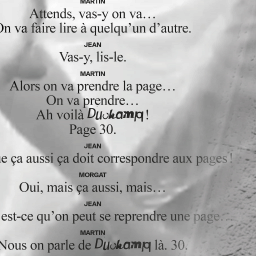 MARTIN
Attends, vas-y on va…
On va faire lire à quelqu'un d'autre.
JEAN
Vas-y, lis-le.
MARTIN
Alors on va prendre la page…
On va prendre…
Ah voilà Duchamp !
Page 30.
JEAN
e ça aussi ça doit correspondre aux pages !
MORGAT
Oui, mais ça aussi, mais…
JEAN
est-ce qu'on peut se reprendre une page…
MARTIN
Nous on parle de Duchamp là. 30.